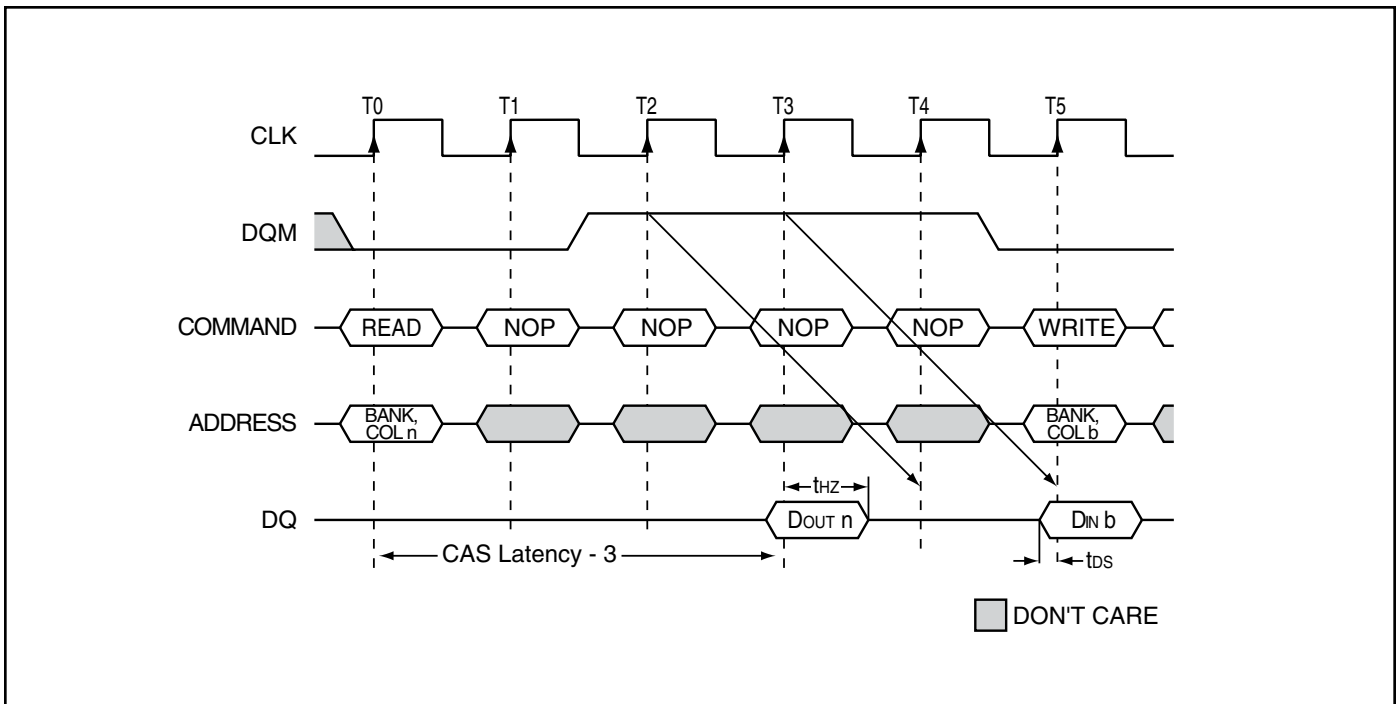 T0 T1 T2 T3 T4 T5
CLK
DQM
COMMAND READ NOP NOP NOP NOP WRITE
ADDRESS BANK, COL n BANK, COL b
tHZ
DQ DOUT n DIN b
CAS Latency - 3 tDS
DON'T CARE